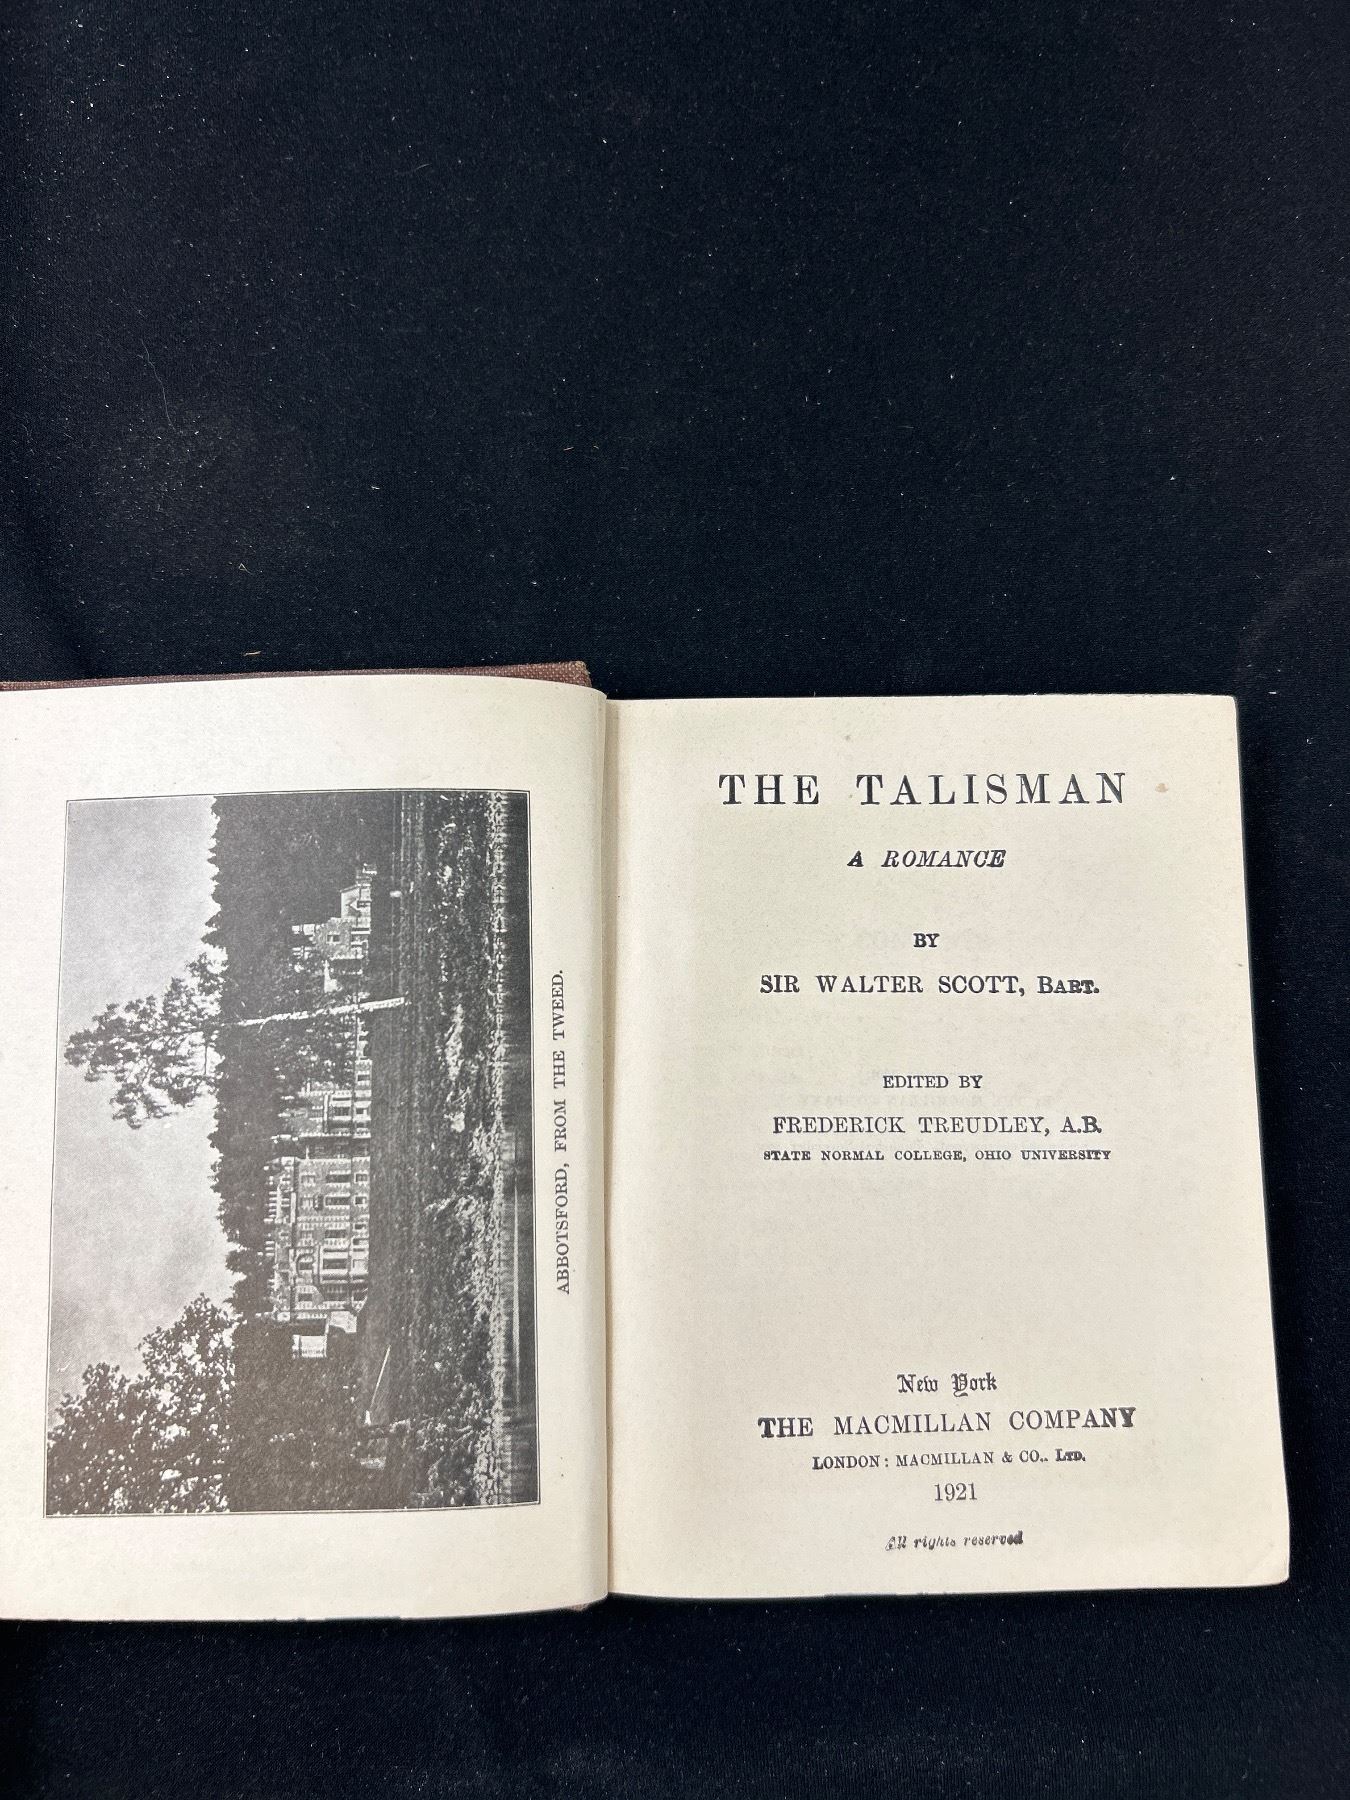 ABBOTSFORD, FROM THE TWEED.
THE TALISMAN
A ROMANCE
BY
SIR WALTER SCOTT, BART.
EDITED BY
FREDERICK TREUDLEY, A.B.
STATE NORMAL COLLEGE, OHIO UNIVERSITY
New York
THE MACMILLAN COMPANY
LONDON: MACMILLAN & CO., LTD.
1921
All rights reserved